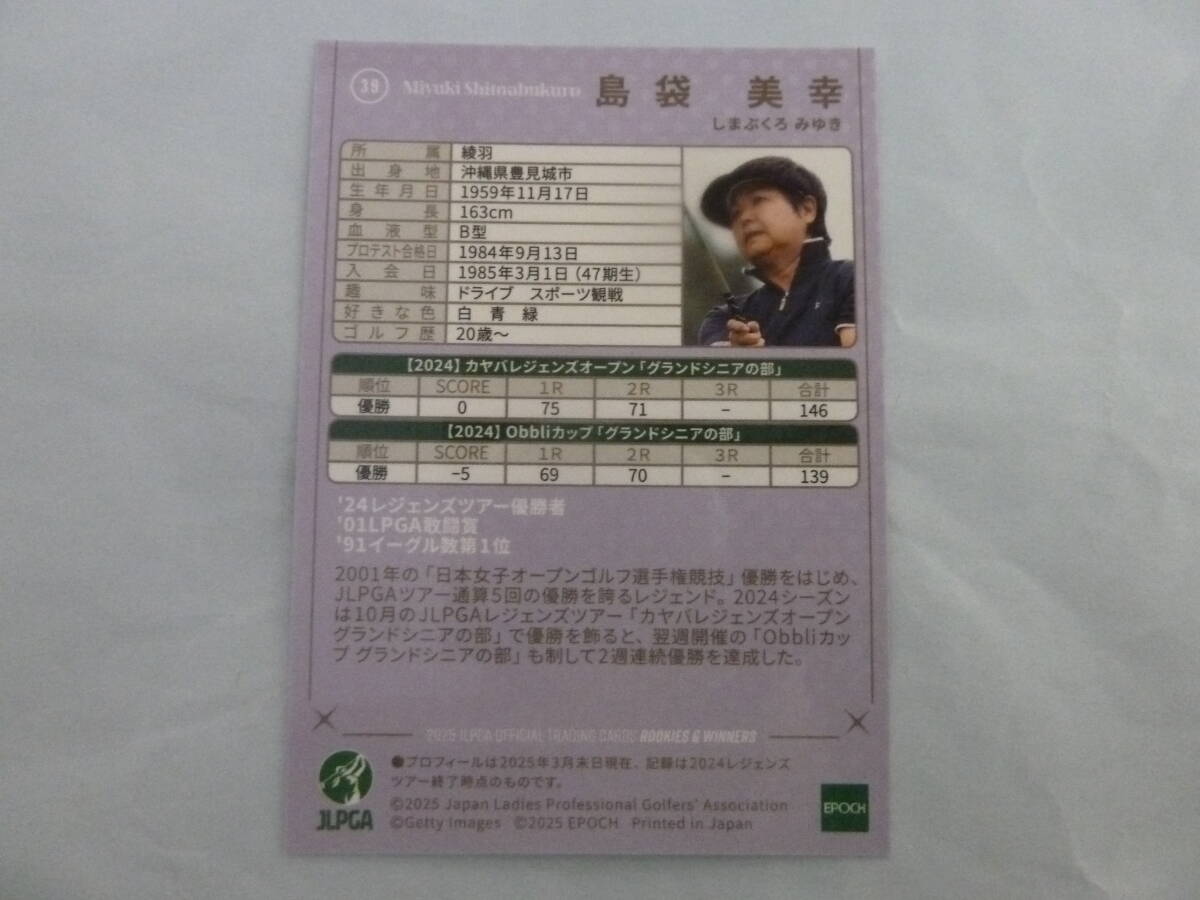 39 Miyuki Shimabukuro 島袋 美幸
しまぶくろ みゆき
所属 綾羽
出身地 沖縄県豊見城市
生年月日 1959年11月17日
身長 163cm
血液型 B型
プロテスト合格日 1984年9月13日
入会日 1985年3月1日（47期生）
趣味 ドライブ スポーツ観戦
好きな色 白 青 緑
ゴルフ歴 20歳〜
【2024】カヤバレジェンズオープン「グランドシニアの部」
順位 SCORE 1R 2R 3R 合計
優勝 0 75 71 − 146
【2024】Obbliカップ「グランドシニアの部」
順位 SCORE 1R 2R 3R 合計
優勝 −5 69 70 − 139
'24レジェンズツアー優勝者
'01LPGA敢闘賞
'91イーグル数第1位
2001年の「日本女子オープンゴルフ選手権競技」優勝をはじめ、
JLPGAツアー通算5回の優勝を誇るレジェンド。2024シーズン
は10月のJLPGAレジェンズツアー「カヤバレジェンズオープン
グランドシニアの部」で優勝を飾ると、翌週開催の「Obbliカッ
プ グランドシニアの部」も制して2週連続優勝を達成した。
2025 JLPGA OFFICIAL TRADING CARDS ROOKIES & WINNERS
●プロフィールは2025年3月末日現在、記録は2024レジェンズ
ツアー終了時点のものです。
©2025 Japan Ladies Professional Golfers' Association
©Getty Images ©2025 EPOCH Printed in Japan
JLPGA
EPOCH